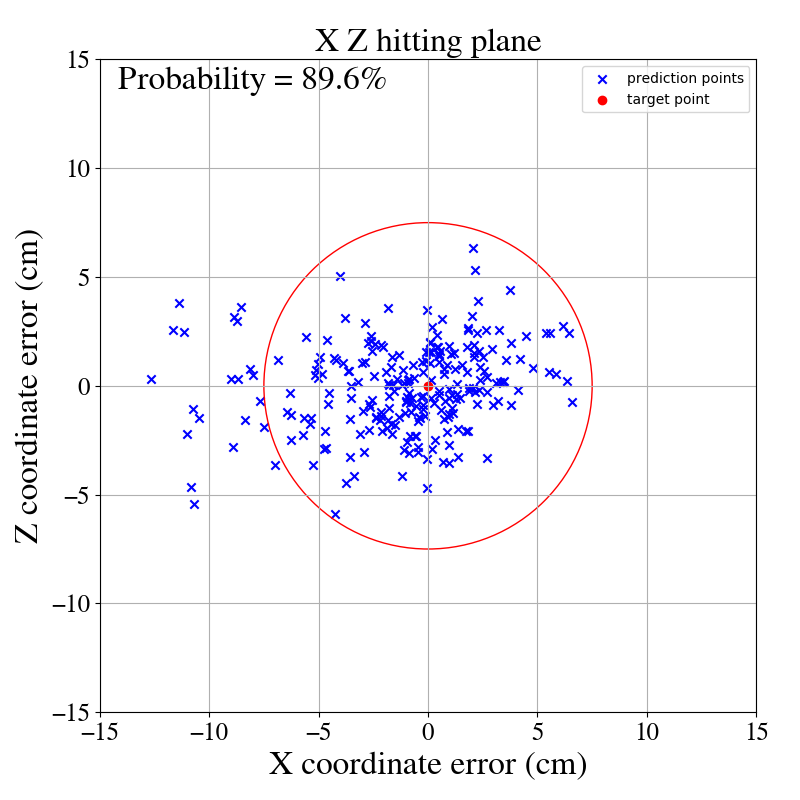 X Z hitting plane
Probability = 89.6%
prediction points
target point
Z coordinate error (cm)
15
10
5
0
−5
−10
−15
−15
−10
−5
0
5
10
15
X coordinate error (cm)